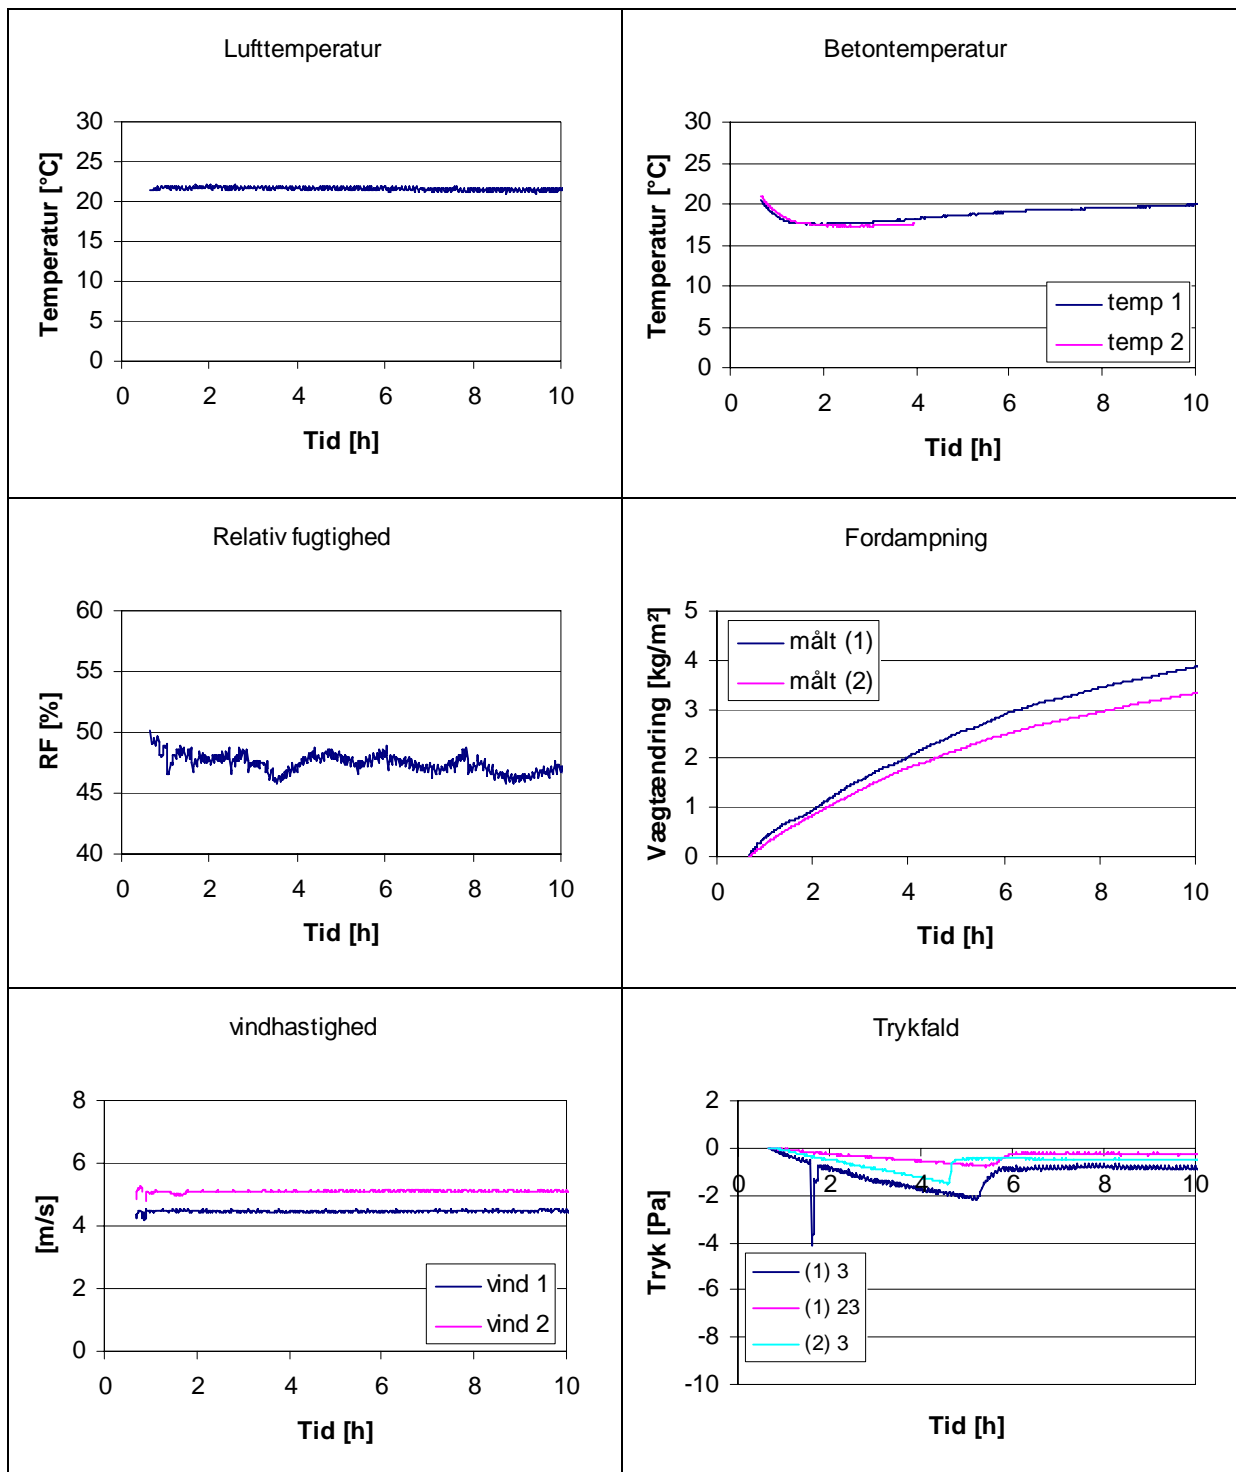 Lufttemperatur
Temperatur [°C]
30
25
20
15
10
5
0
0 2 4 6 8 10
Tid [h]
Betontemperatur
Temperatur [°C]
30
25
20
15
10
5
0
temp 1
temp 2
0 2 4 6 8 10
Tid [h]
Relativ fugtighed
RF [%]
60
55
50
45
40
0 2 4 6 8 10
Tid [h]
Fordampning
Vægtændring [kg/m²]
5
4
3
2
1
0
målt (1)
målt (2)
0 2 4 6 8 10
Tid [h]
vindhastighed
[m/s]
8
6
4
2
0
vind 1
vind 2
0 2 4 6 8 10
Tid [h]
Trykfald
Tryk [Pa]
2
0
-2
-4
-6
-8
-10
0 2 4 6 8 10
(1) 3
(1) 23
(2) 3
Tid [h]